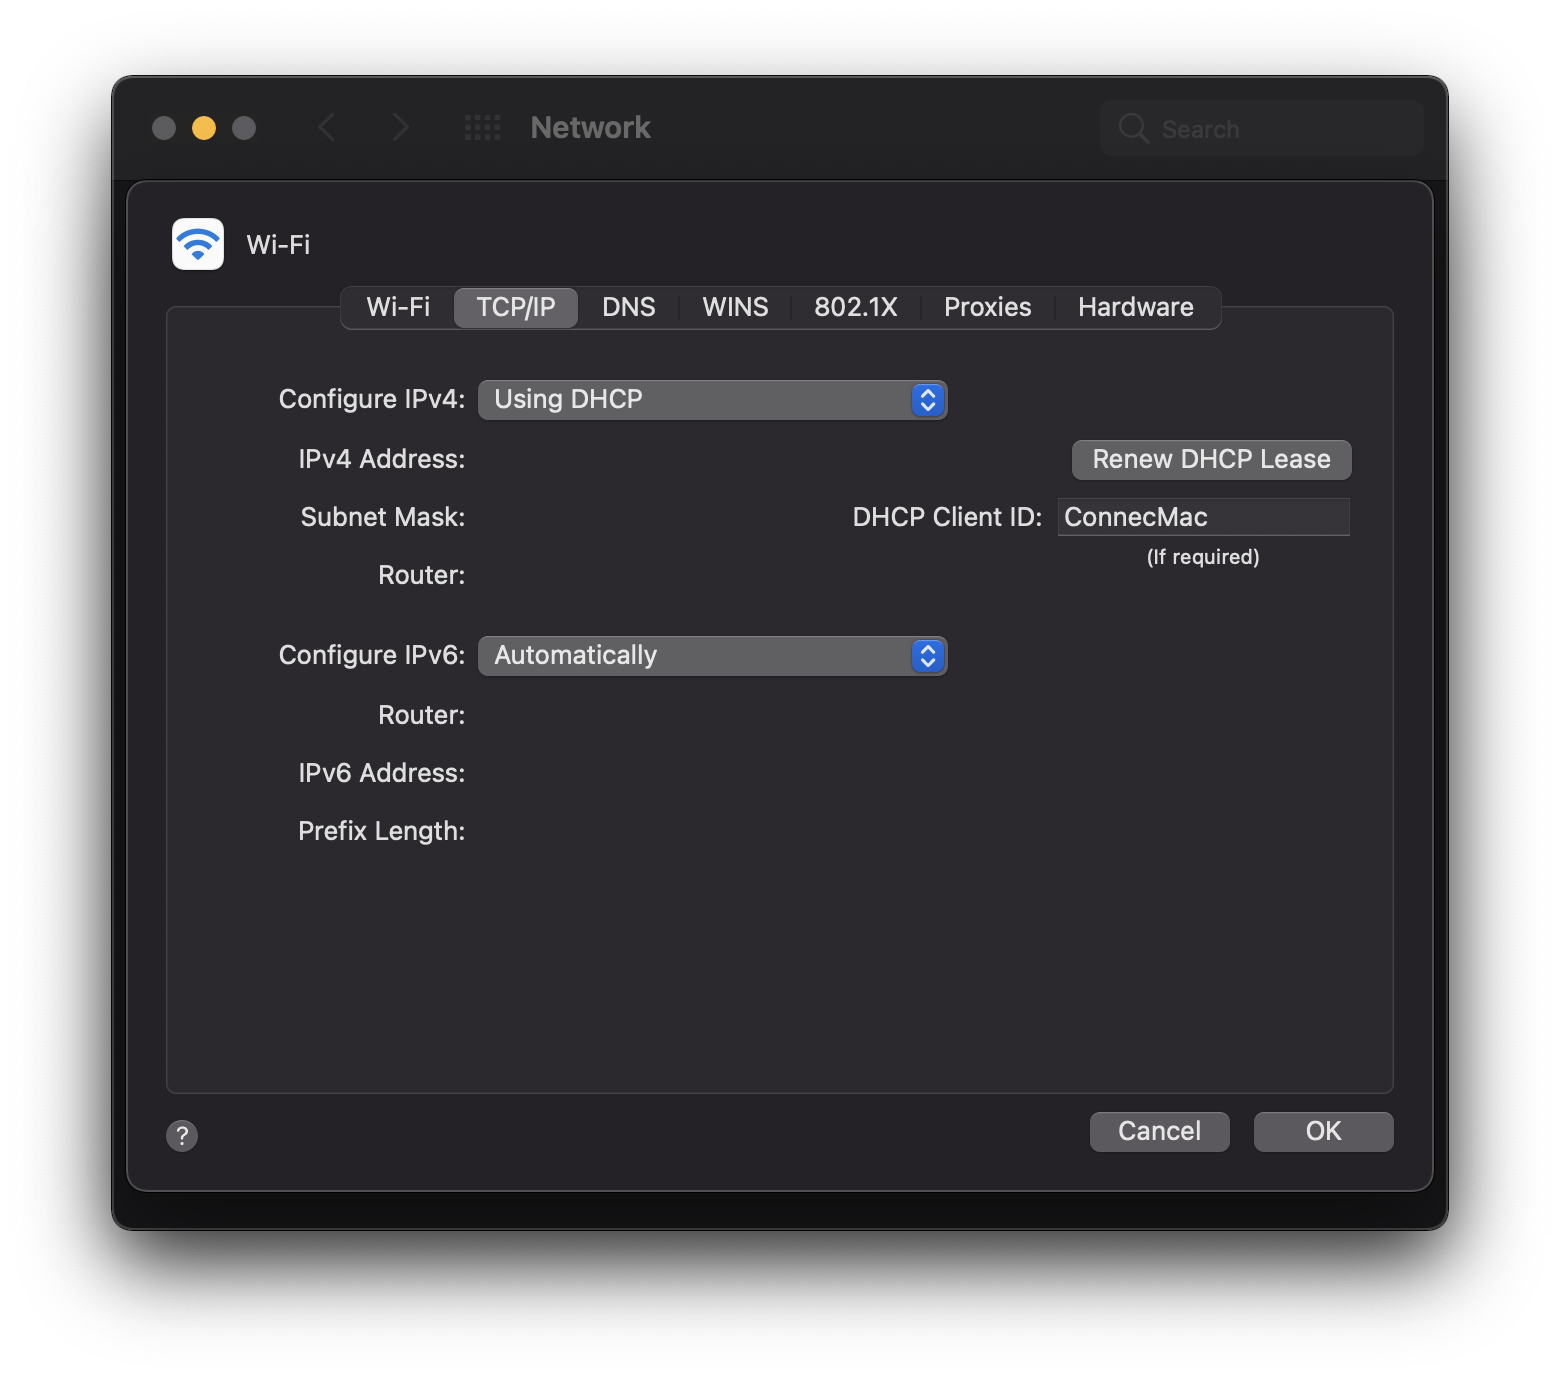 Network
Search
Wi-Fi
Wi-Fi TCP/IP DNS WINS 802.1X Proxies Hardware
Configure IPv4: Using DHCP
IPv4 Address: Renew DHCP Lease
Subnet Mask: DHCP Client ID: ConnecMac
(If required)
Router:
Configure IPv6: Automatically
Router:
IPv6 Address:
Prefix Length:
? Cancel OK